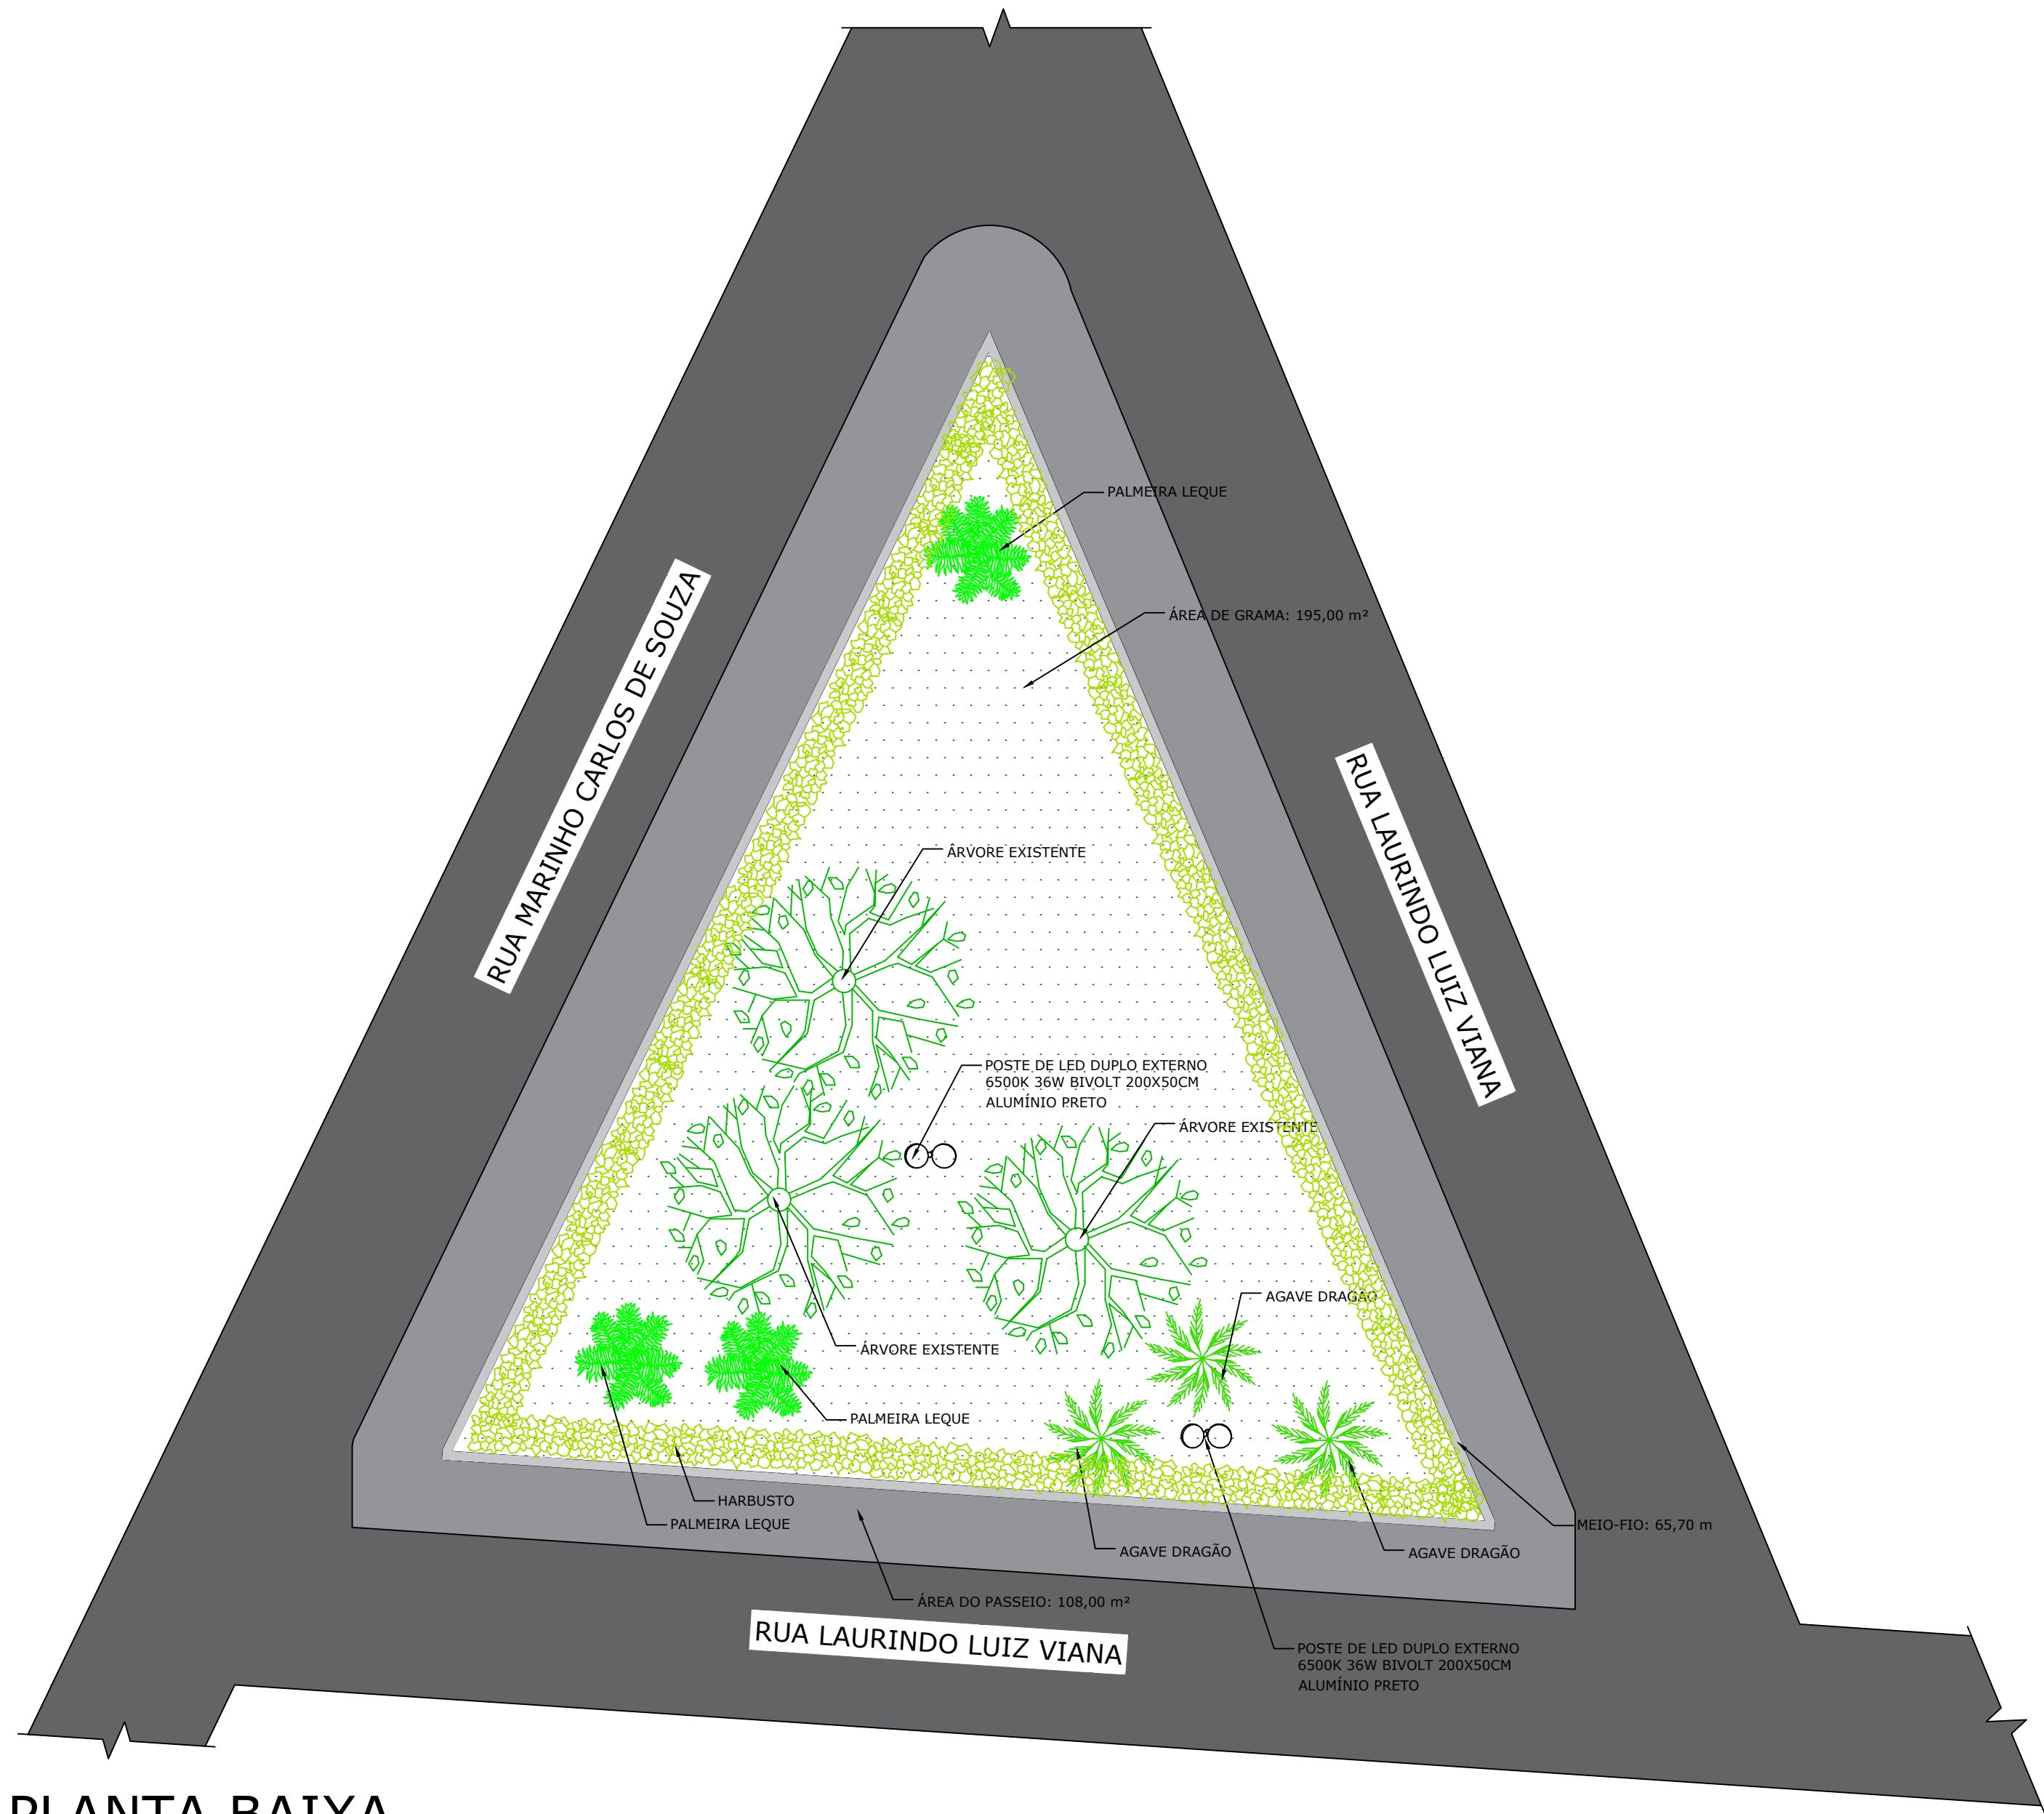 PALMEIRA LEQUE
ÁREA DE GRAMA: 195,00 m²
RUA MARINHO CARLOS DE SOUZA
RUA LAURINDO LUIZ VIANA
ÁRVORE EXISTENTE
POSTE DE LED DUPLO EXTERNO
6500K 36W BIVOLT 200X50CM
ALUMÍNIO PRETO
ÁRVORE EXISTENTE
AGAVE DRAGÃO
ÁRVORE EXISTENTE
PALMEIRA LEQUE
HARBUSTO
PALMEIRA LEQUE
MEIO-FIO: 65,70 m
AGAVE DRAGÃO
AGAVE DRAGÃO
ÁREA DO PASSEIO: 108,00 m²
RUA LAURINDO LUIZ VIANA
POSTE DE LED DUPLO EXTERNO
6500K 36W BIVOLT 200X50CM
ALUMÍNIO PRETO
PLANTA BAIXA